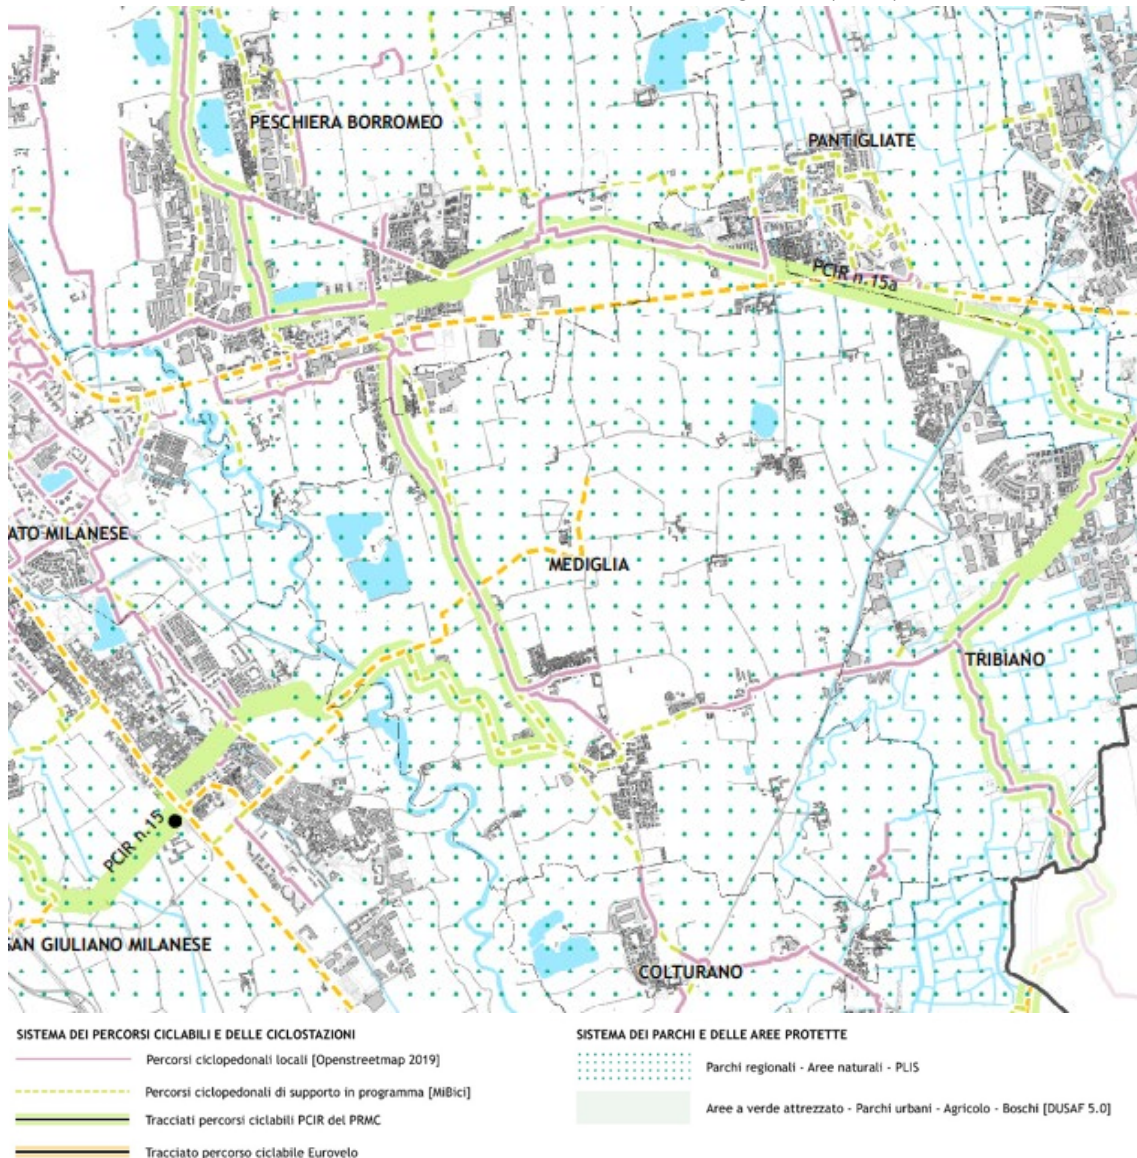 PESCHIERA BORROMEO
PANTIGLIATE
PCIR n.15a
ATO MILANESE
MEDIGLIA
TRIBIANO
PCIR n.15
SAN GIULIANO MILANESE
COLTURANO
SISTEMA DEI PERCORSI CICLABILI E DELLE CICLOSTAZIONI
Percorsi ciclopedonali locali [Openstreetmap 2019]
Percorsi ciclopedonali di supporto in programma [MiBici]
Tracciati percorsi ciclabili PCIR del PRMC
Tracciato percorso ciclabile Eurovelo
SISTEMA DEI PARCHI E DELLE AREE PROTETTE
Parchi regionali - Aree naturali - PLIS
Aree a verde attrezzato - Parchi urbani - Agricolo - Boschi [DUSAF 5.0]